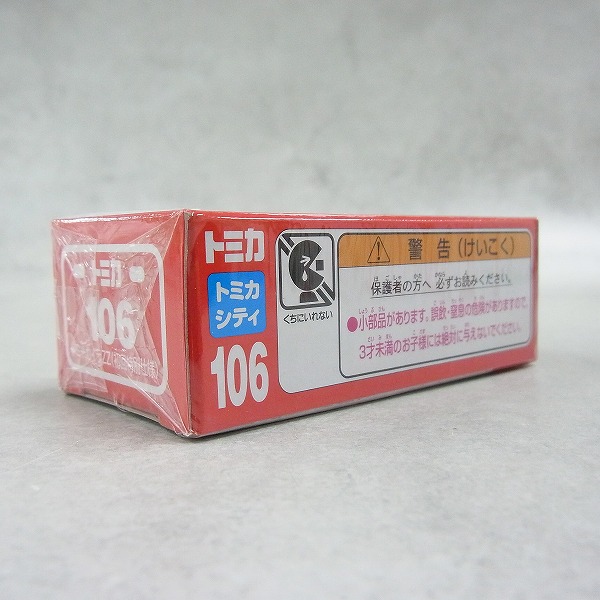 トミカ
106
トミカ
トミカ
シティ
106
くちにいれない
警告(けいごく)
保護者の方へ 必ずお読みください。
●小部品があります。誤飲・窒息の危険がありますので、
3才未満のお子様には絶対に与えないでください。